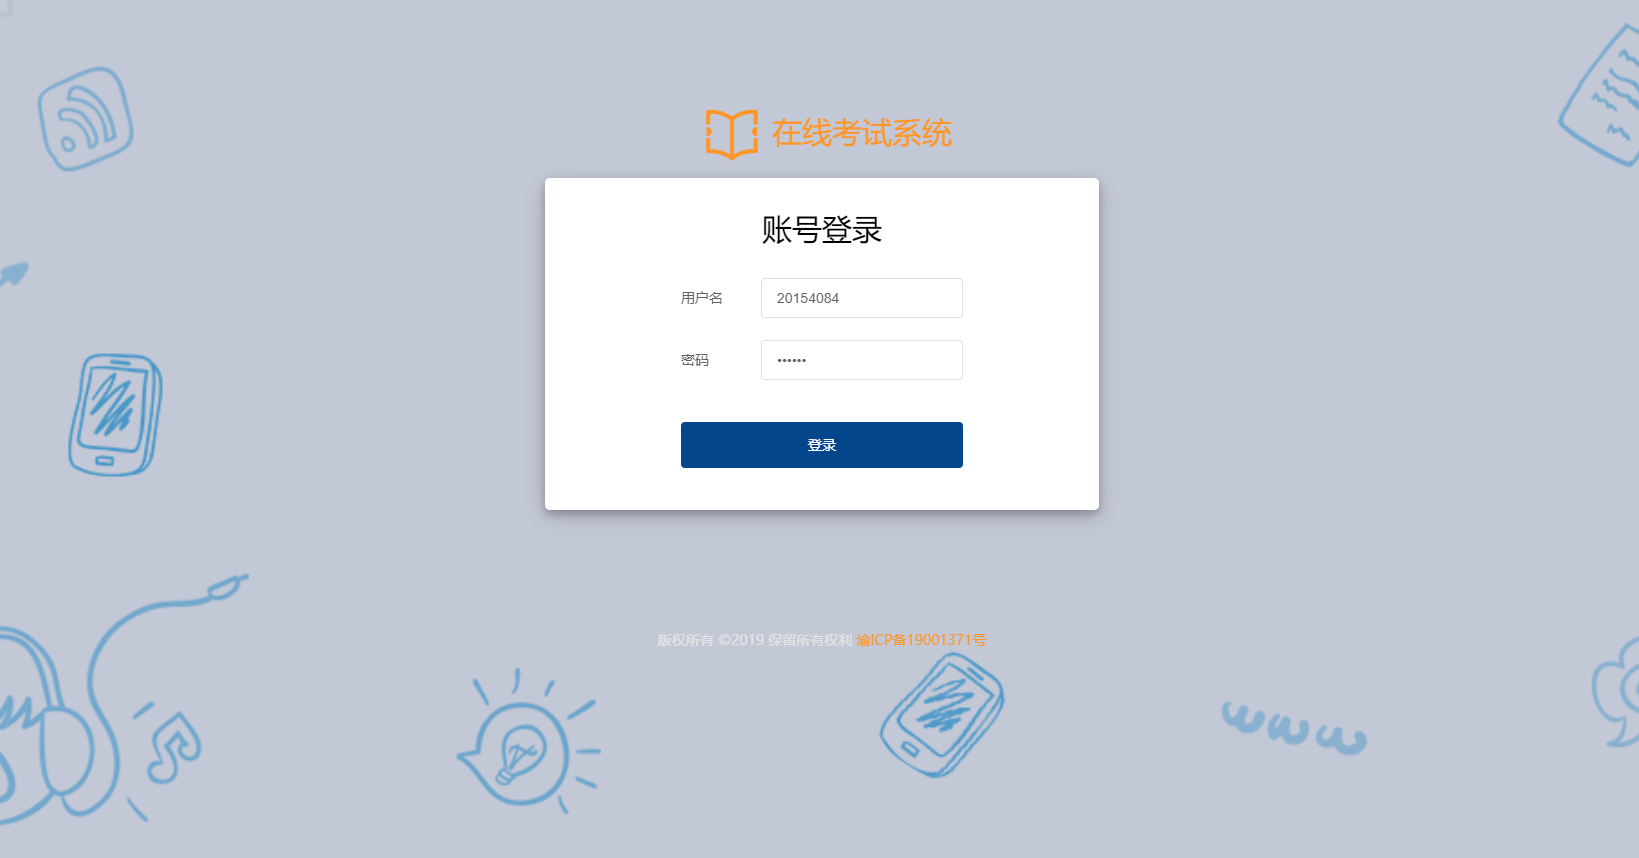 在线考试系统
账号登录
用户名 20154084
密码 ••••••
登录
版权所有 ©2019 保留所有权利 渝ICP备19001371号
www